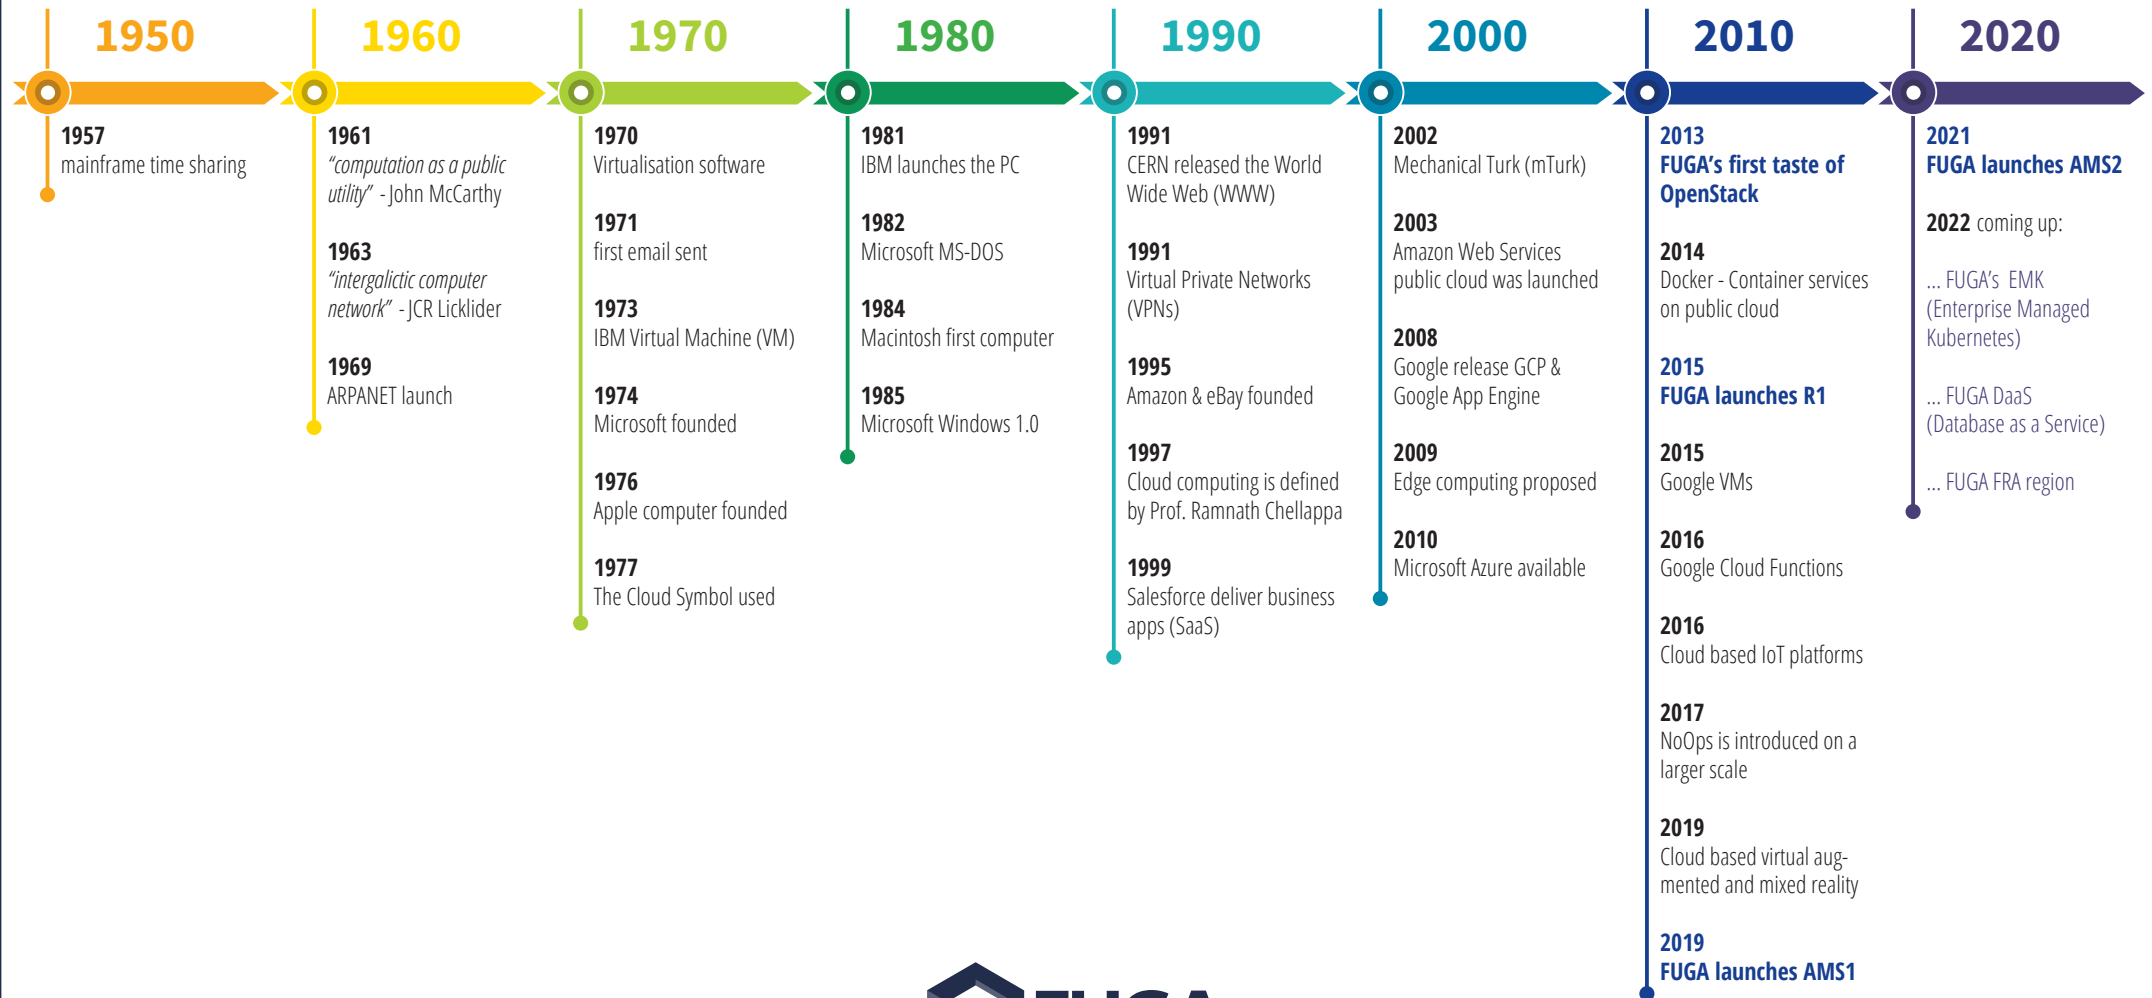 1950
1957
mainframe time sharing
1960
1961
“computation as a public
utility” - John McCarthy
1963
“intergalictic computer
network” - JCR Licklider
1969
ARPANET launch
1970
1970
Virtualisation software
1971
first email sent
1973
IBM Virtual Machine (VM)
1974
Microsoft founded
1976
Apple computer founded
1977
The Cloud Symbol used
1980
1981
IBM launches the PC
1982
Microsoft MS-DOS
1984
Macintosh first computer
1985
Microsoft Windows 1.0
1990
1991
CERN released the World
Wide Web (WWW)
1991
Virtual Private Networks
(VPNs)
1995
Amazon & eBay founded
1997
Cloud computing is defined
by Prof. Ramnath Chellappa
1999
Salesforce deliver business
apps (SaaS)
2000
2002
Mechanical Turk (mTurk)
2003
Amazon Web Services
public cloud was launched
2008
Google release GCP &
Google App Engine
2009
Edge computing proposed
2010
Microsoft Azure available
2010
2013
FUGA’s first taste of
OpenStack
2014
Docker - Container services
on public cloud
2015
FUGA launches R1
2015
Google VMs
2016
Google Cloud Functions
2016
Cloud based IoT platforms
2017
NoOps is introduced on a
larger scale
2019
Cloud based virtual aug-
mented and mixed reality
2019
FUGA launches AMS1
2020
2021
FUGA launches AMS2
2022 coming up:
... FUGA’s EMK
(Enterprise Managed
Kubernetes)
... FUGA DaaS
(Database as a Service)
... FUGA FRA region
FUGA